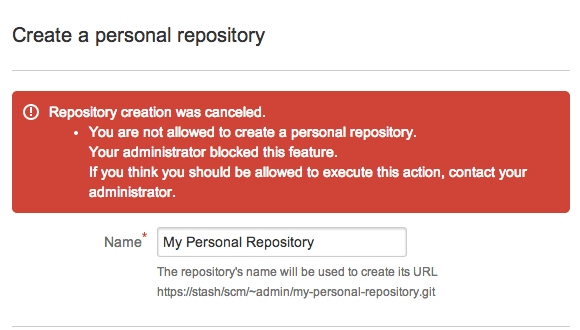 Create a personal repository
Repository creation was canceled.
• You are not allowed to create a personal repository.
Your administrator blocked this feature.
If you think you should be allowed to execute this action, contact your
administrator.
Name* My Personal Repository
The repository's name will be used to create its URL
https://stash/scm/~admin/my-personal-repository.git